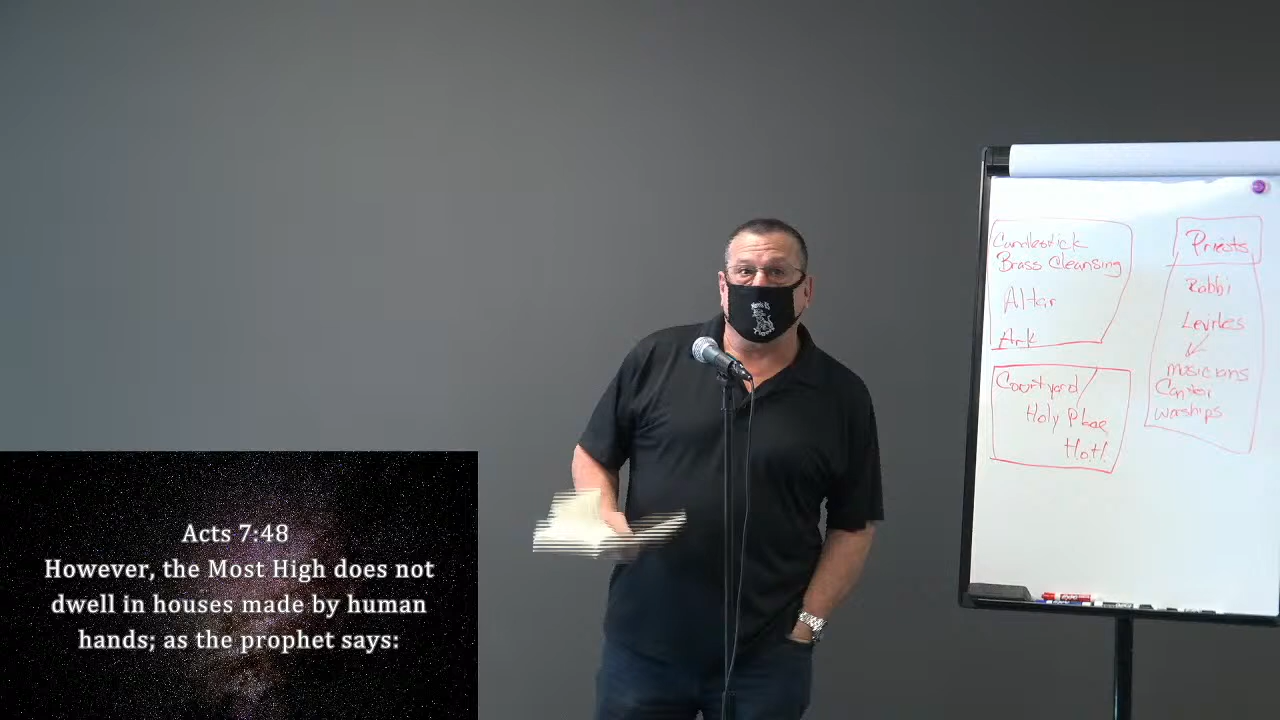 Acts 7:48
However, the Most High does not
dwell in houses made by human
hands; as the prophet says:
Candlestick
Brass Cleansing
Altar
Ark
Courtyard
Holy Place
H.o.H.
Priests
Rabbi
Levites
Musicians
Cantor
Worships